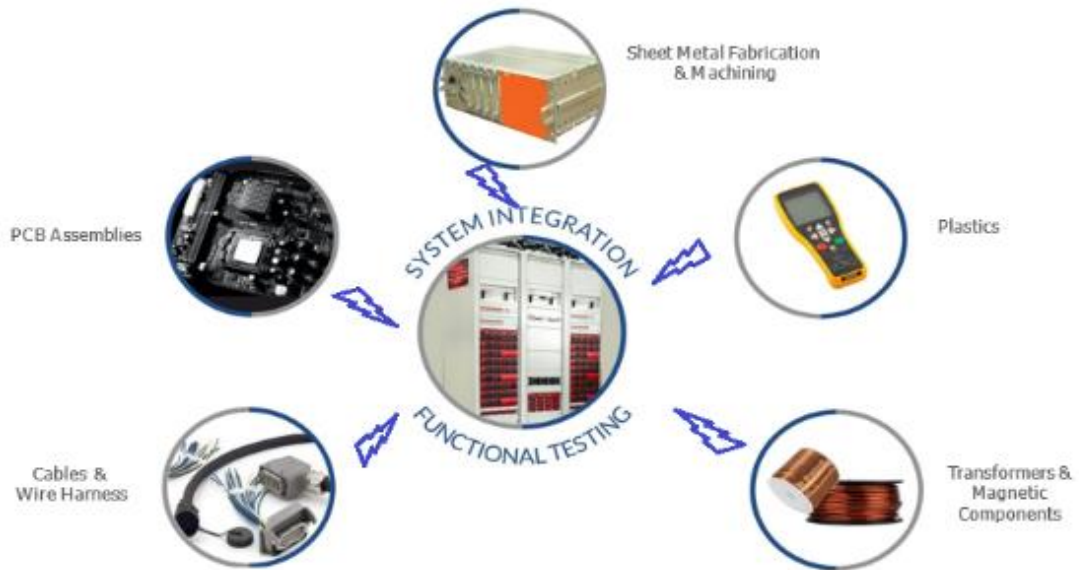 Sheet Metal Fabrication
& Machining
PCB Assemblies
Plastics
SYSTEM INTEGRATION
FUNCTIONAL TESTING
Cables &
Wire Harness
Transformers &
Magnetic
Components